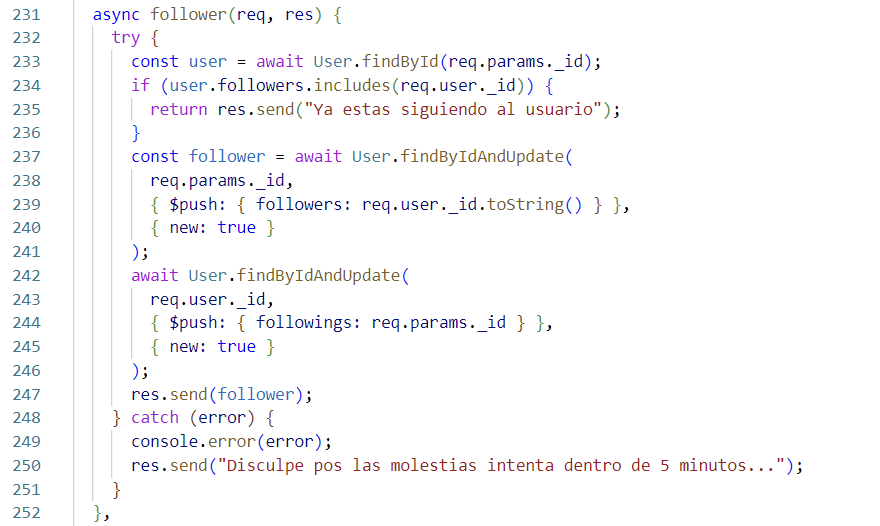 231 async follower(req, res) {
232 try {
233 const user = await User.findById(req.params._id);
234 if (user.followers.includes(req.user._id)) {
235 return res.send("Ya estas siguiendo al usuario");
236 }
237 const follower = await User.findByIdAndUpdate(
238 req.params._id,
239 { $push: { followers: req.user._id.toString() } },
240 { new: true }
241 );
242 await User.findByIdAndUpdate(
243 req.user._id,
244 { $push: { followings: req.params._id } },
245 { new: true }
246 );
247 res.send(follower);
248 } catch (error) {
249 console.error(error);
250 res.send("Disculpe pos las molestias intenta dentro de 5 minutos...");
251 }
252 },